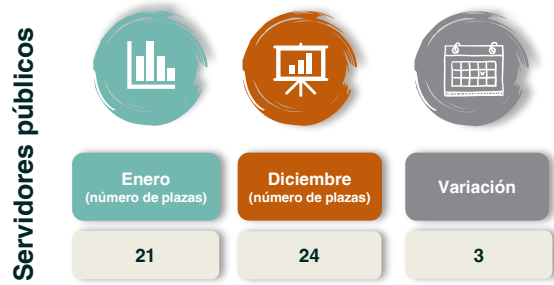 Servidores públicos
Enero
(número de plazas)
Diciembre
(número de plazas)
Variación
21
24
3